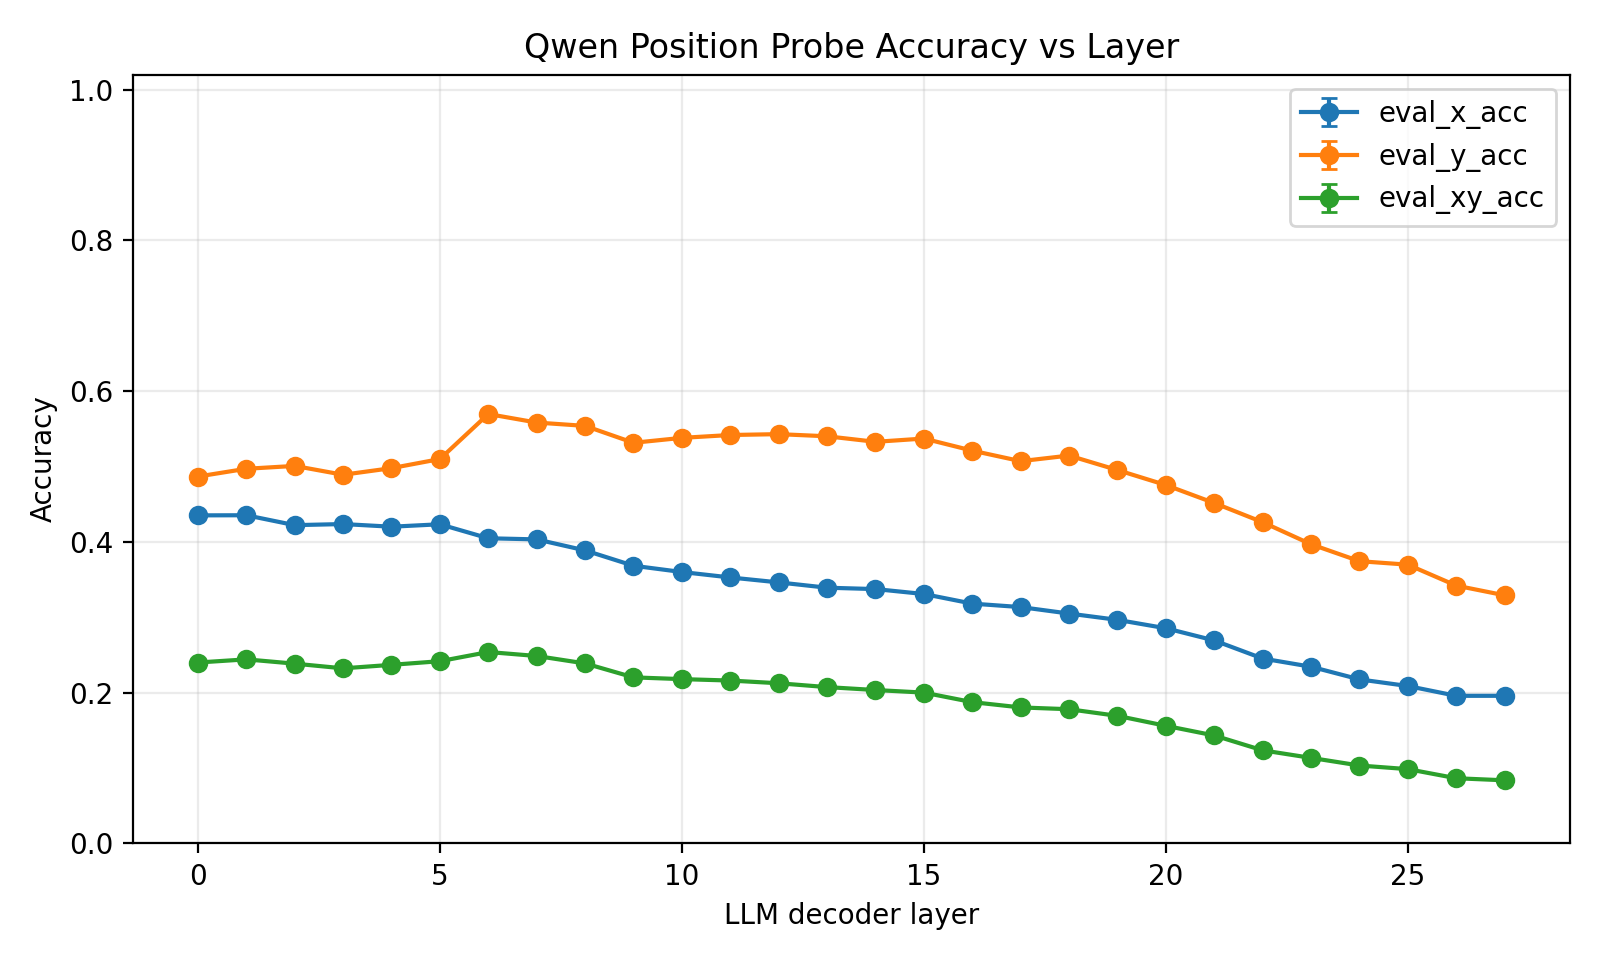 Qwen Position Probe Accuracy vs Layer
1.0
0.8
0.6
0.4
0.2
0.0
Accuracy
eval_x_acc
eval_y_acc
eval_xy_acc
0 5 10 15 20 25
LLM decoder layer